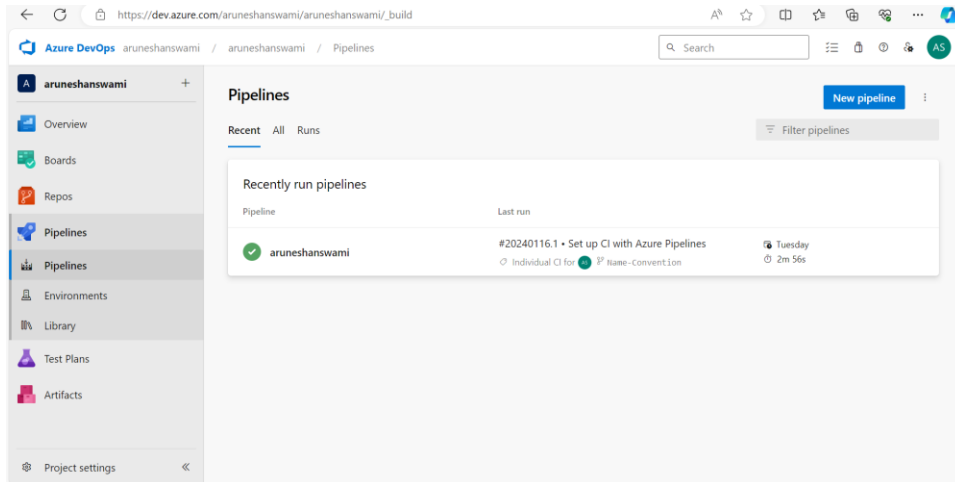 https://dev.azure.com/aruneshanswami/aruneshanswami/_build
Azure DevOps aruneshanswami / aruneshanswami / Pipelines
Search
AS
A aruneshanswami +
Overview
Boards
Repos
Pipelines
Pipelines
Environments
Library
Test Plans
Artifacts
Project settings
Pipelines
New pipeline
Recent All Runs
Filter pipelines
Recently run pipelines
Pipeline Last run
aruneshanswami
#20240116.1 • Set up CI with Azure Pipelines
Individual CI for AS Name-Convention
Tuesday
2m 56s